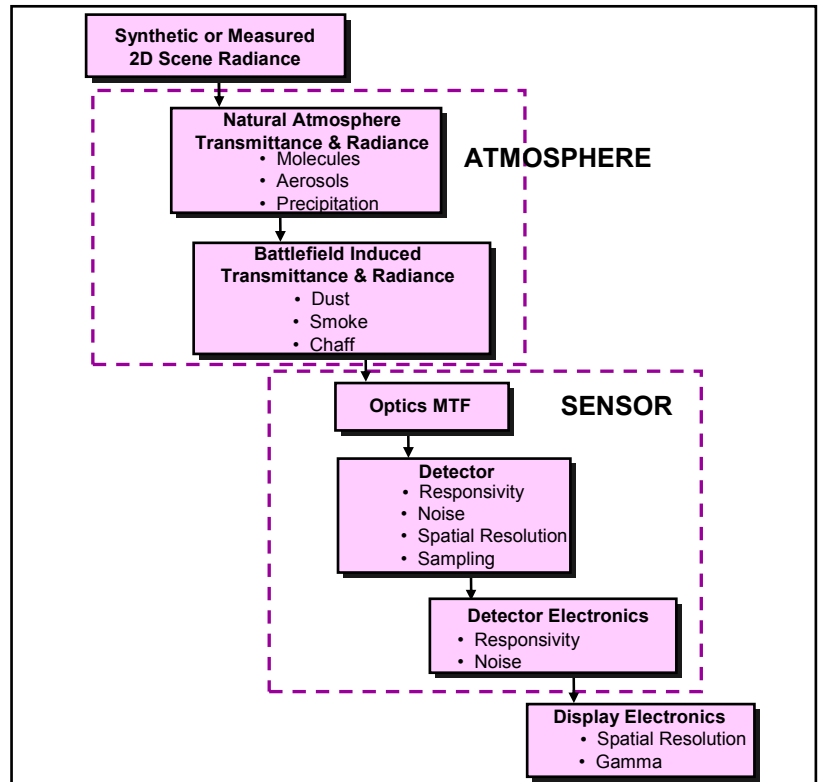 Synthetic or Measured
2D Scene Radiance
Natural Atmosphere
Transmittance & Radiance
• Molecules
• Aerosols
• Precipitation
ATMOSPHERE
Battlefield Induced
Transmittance & Radiance
• Dust
• Smoke
• Chaff
Optics MTF
SENSOR
Detector
• Responsivity
• Noise
• Spatial Resolution
• Sampling
Detector Electronics
• Responsivity
• Noise
Display Electronics
• Spatial Resolution
• Gamma